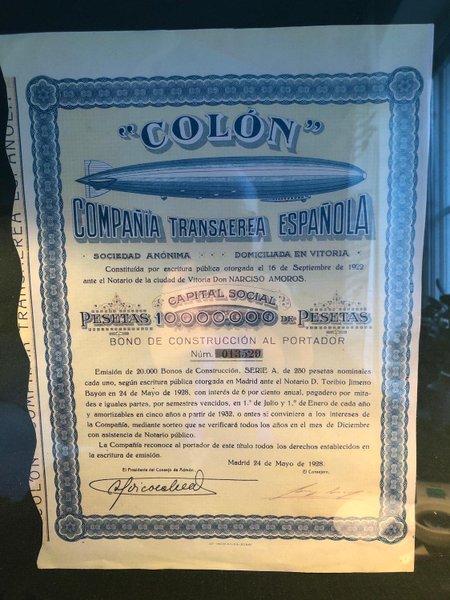 "COLÓN"
COMPAÑIA TRANSAEREA ESPAÑOLA
SOCIEDAD ANÓNIMA · · · · DOMICILIADA EN VITORIA
Constituida por escritura pública otorgada el 16 de Septiembre de 1922
ante el Notario de la ciudad de Vitoria Don NARCISO AMOROS.
CAPITAL SOCIAL
PESETAS 10.000.000 DE PESETAS
BONO DE CONSTRUCCIÓN AL PORTADOR
Núm. 013529
Emisión de 20.000 Bonos de Construcción, SERIE A. de 250 pesetas nominales
cada uno, según escritura pública otorgada en Madrid ante el Notario D. Toribio Jimeno
Bayón en 24 de Mayo de 1928, con interés de 6 por ciento anual, pagadero por mita-
des e iguales partes, por semestres vencidos, en 1.º de Julio y 1.º de Enero de cada año
y amortizables en cinco años a partir de 1932, o antes si conviniera a los intereses de
la Compañía, mediante sorteo que se verificará todos los años en el mes de Diciembre
con asistencia de Notario público.
La Compañía reconoce al portador de este título todos los derechos establecidos en
la escritura de emisión.
Madrid 24 de Mayo de 1928.
El Presidente del Consejo de Admón.
El Consejero,
COLÓN COMPAÑIA TRANSAEREA ESPAÑOLA